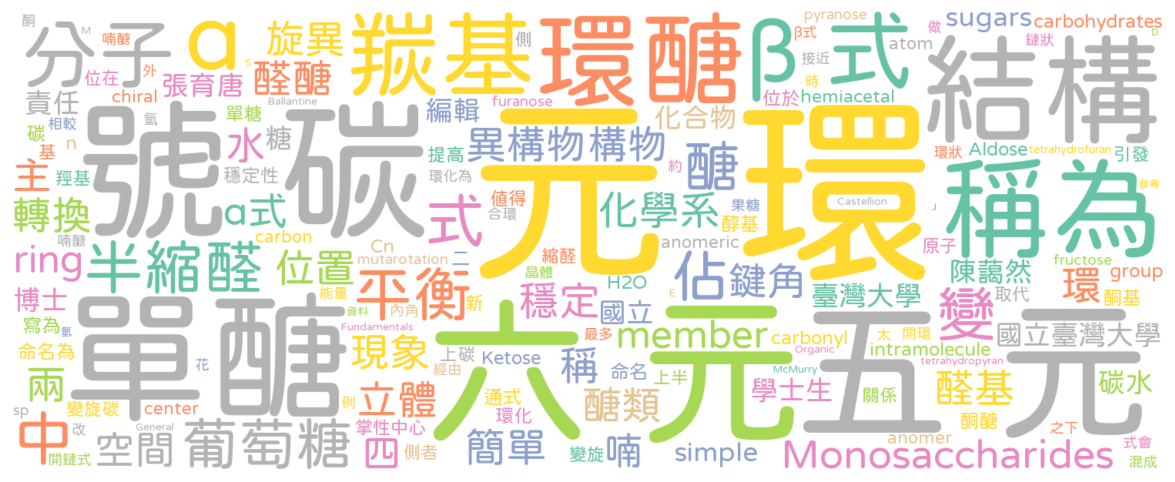 酮
M
喃醣
分子
α
旋異
側
羰基
環醣
pyranose
β式
β
式
接近
做
sugars
carbohydrates
鏈狀
D
atom
結構
位在
外
張育唐
醛醣
S
責任
chiral
單糖
Ballantine
編輯
furanose
化合物
位於
hemiacetal
時
碳
相較
氫
號
碳
元
環
水
糖
提高
異構物
構物
醣
Aldose
環狀
tetrahydrofuran
引發
基
n
主
羥基
穩定性
環化為
約
值得
合環
化學系
果糖
醇基
Castellion
J
稱為
參考
轉換
α式
式
喃醣
carbon
Cn
mutarotation
二
縮醛
anomeric
原子
fructose
ring
半縮醛
位置
平衡
晶體
H2O
佔
鍵角
臺灣大學
陳藹然
環
group
博士
能量
資料
內角
新
E
穩定
國立
變
取代
酮基
寫為
氫
單醣
Fundamentals
六元
member
carbonyl
五元
國立臺灣大學
命名為
花
現象
上碳
Ketose
最多
Organic
太
開環
intramolecule
兩
經由
稱
命名
上半
McMurry
tetrahydropyran
醛基
碳水
sp
變旋碳
center
例
立體
通式
環化
醣類
學士生
關係
酮醣
中
改
General
掌性中心
anomer
之下
式會
開鏈式
空間
葡萄糖
四
側者
簡單
變旋
喃
simple
Monosaccharides
混成